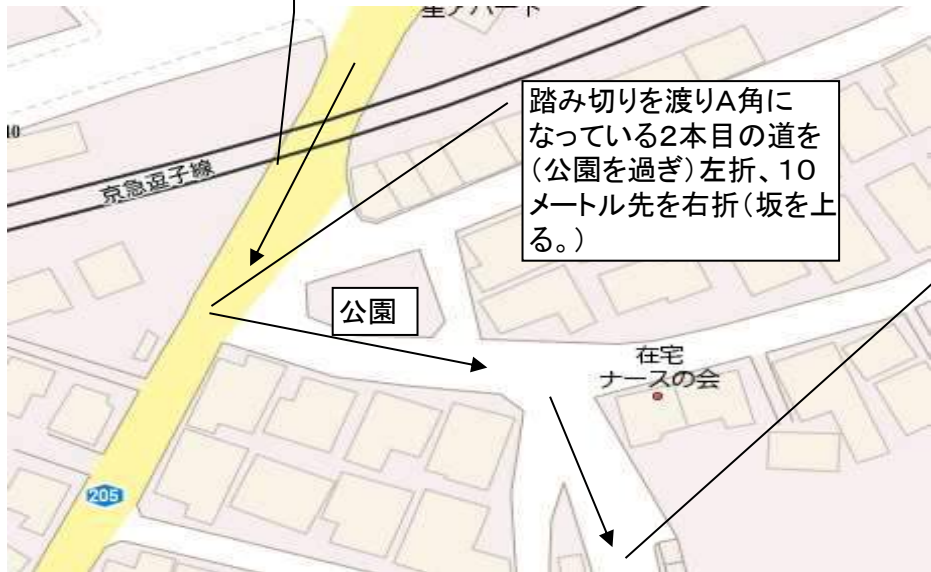 踏み切りを渡りA角に
なっている2本目の道を
(公園を過ぎ)左折、10
メートル先を右折(坂を上
る。)
京急逗子線
公園
在宅
ナースの会
205